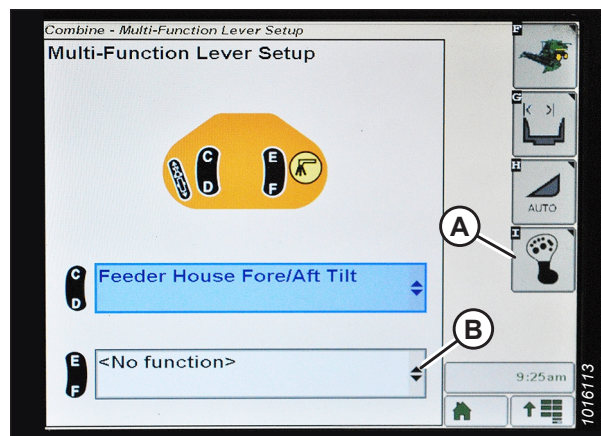 Combine - Multi-Function Lever Setup
Multi-Function Lever Setup
F
G
H
AUTO
I
A
C
D
E
F
C
D
Feeder House Fore/Aft Tilt
B
E
F
<No function>
9:25am
1016113